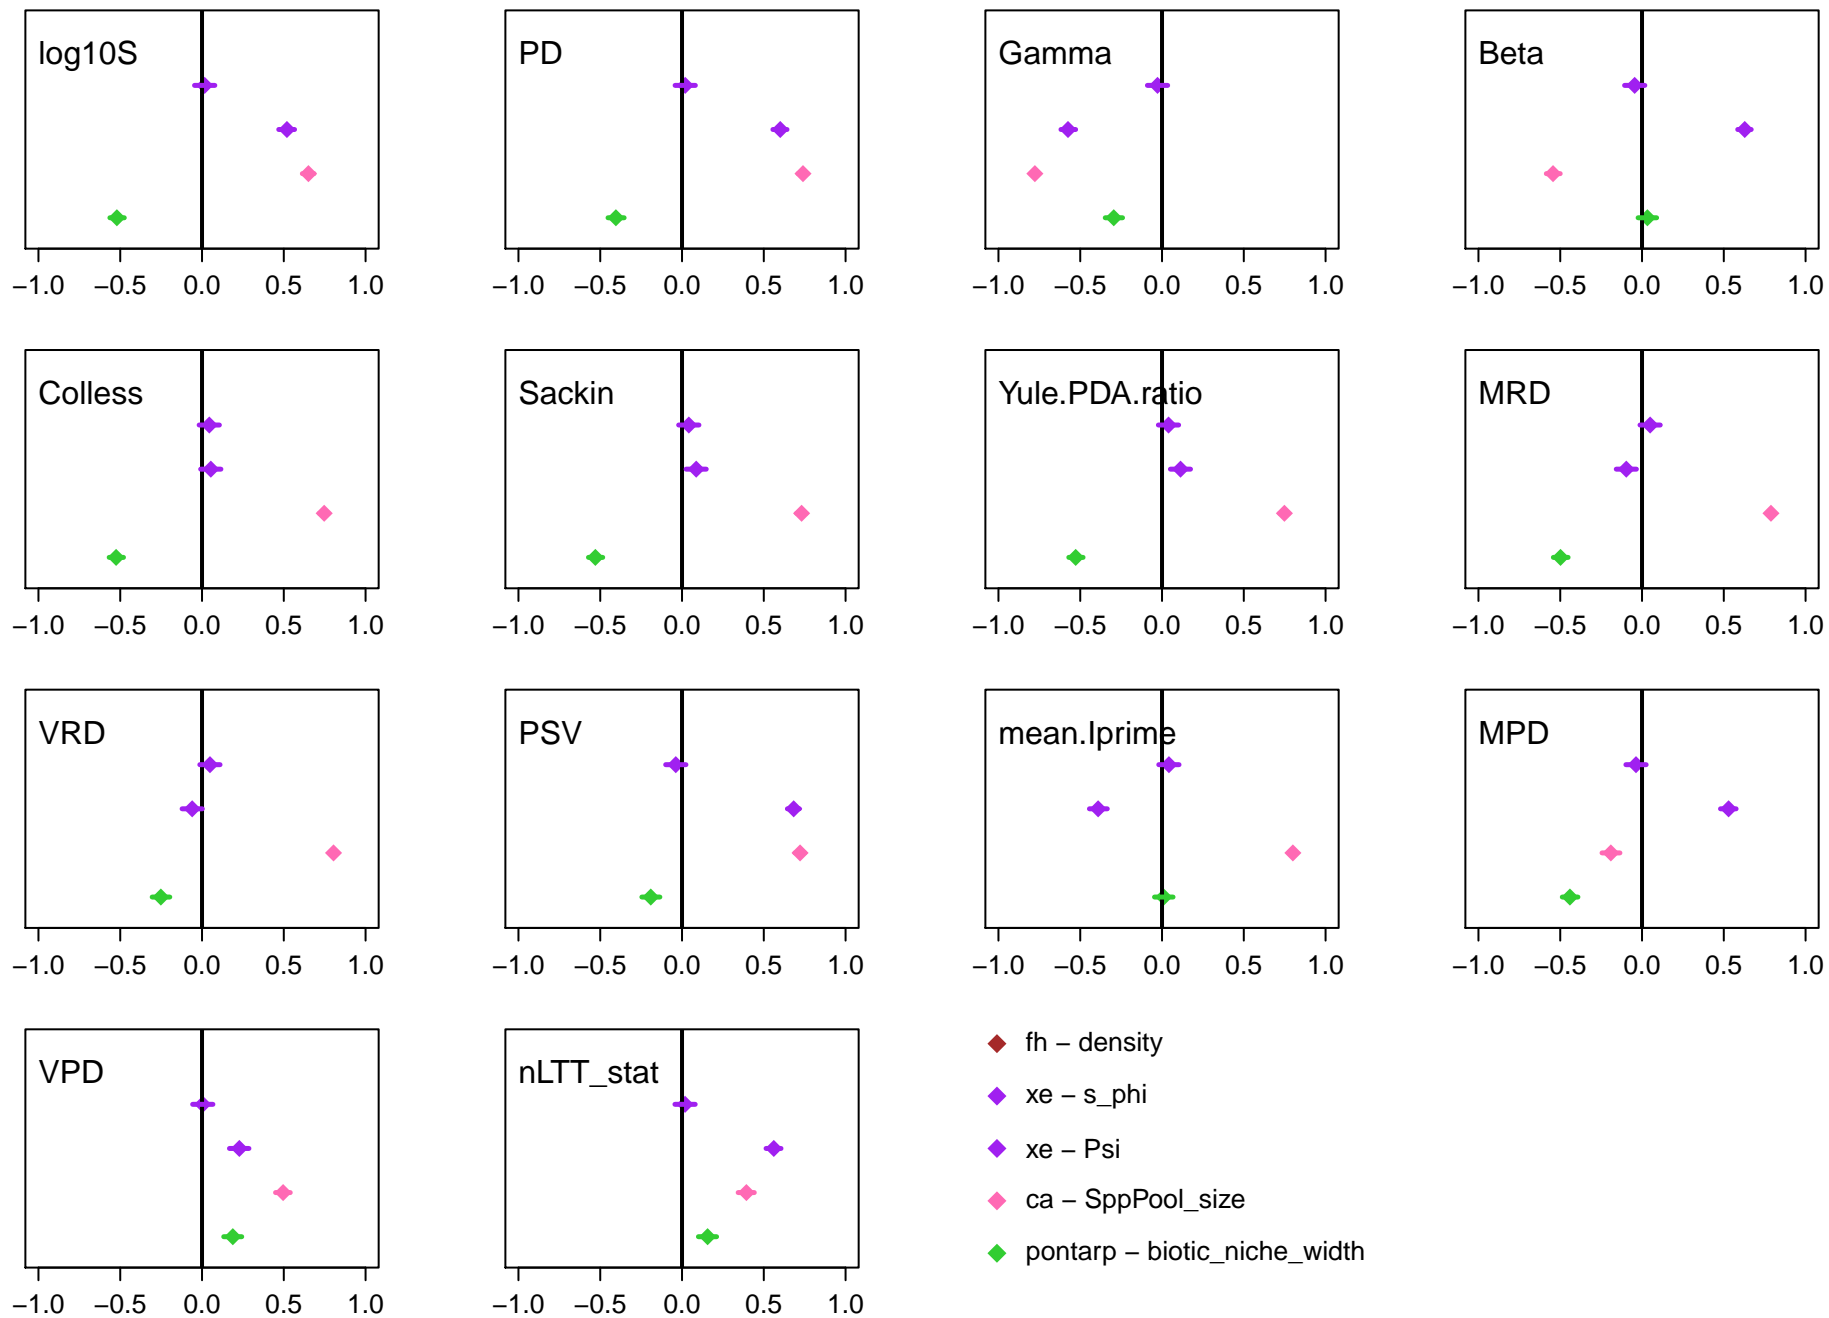 log10S
PD
Gamma
Beta
−1.0 −0.5 0.0 0.5 1.0
−1.0 −0.5 0.0 0.5 1.0
−1.0 −0.5 0.0 0.5 1.0
−1.0 −0.5 0.0 0.5 1.0
Colless
Sackin
Yule.PDA.ratio
MRD
−1.0 −0.5 0.0 0.5 1.0
−1.0 −0.5 0.0 0.5 1.0
−1.0 −0.5 0.0 0.5 1.0
−1.0 −0.5 0.0 0.5 1.0
VRD
PSV
mean.Iprime
MPD
−1.0 −0.5 0.0 0.5 1.0
−1.0 −0.5 0.0 0.5 1.0
−1.0 −0.5 0.0 0.5 1.0
−1.0 −0.5 0.0 0.5 1.0
VPD
nLTT_stat
−1.0 −0.5 0.0 0.5 1.0
−1.0 −0.5 0.0 0.5 1.0
fh − density
xe − s_phi
xe − Psi
ca − SppPool_size
pontarp − biotic_niche_width